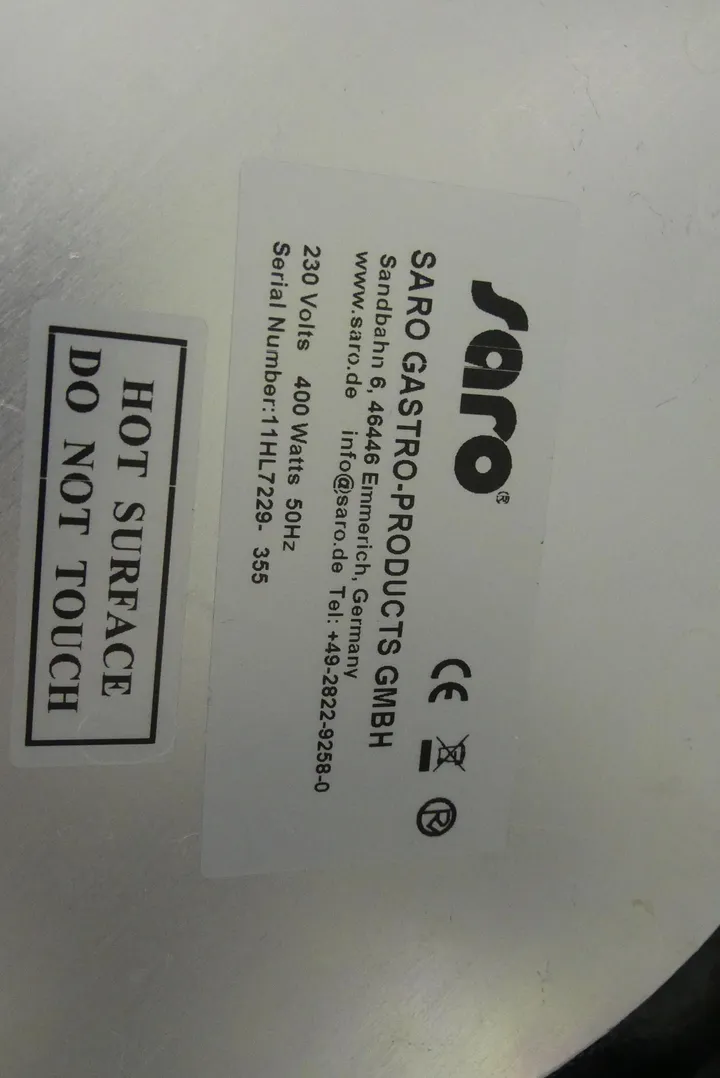 saro®
CE ®
SARO GASTRO-PRODUCTS GMBH
Sandbahn 6, 46446 Emmerich, Germany
www.saro.de info@saro.de Tel: +49-2822-9258-0
230 Volts 400 Watts 50Hz
Serial Number:11HL7229- 355
HOT SURFACE
DO NOT TOUCH